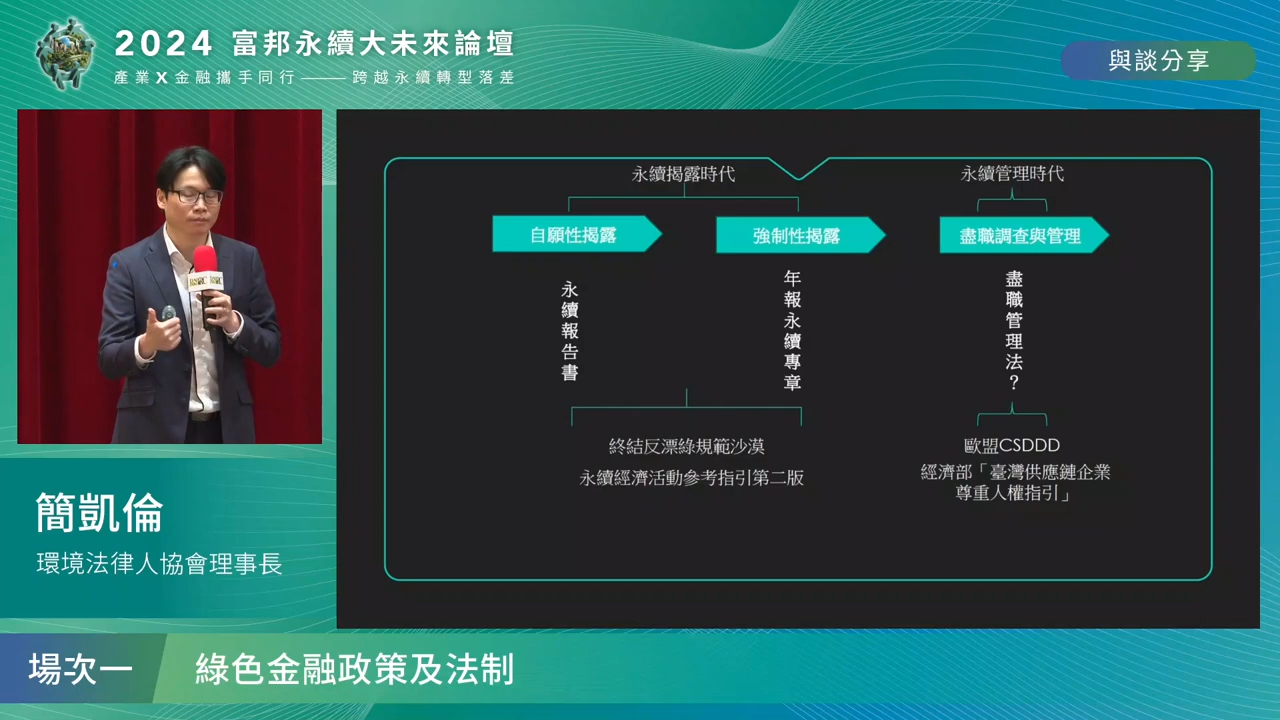 2024 富邦永續大未來論壇
產業X金融攜手同行——跨越永續轉型落差
與談分享
永續揭露時代
永續管理時代
自願性揭露
強制性揭露
盡職調查與管理
永續報告書
年報永續專章
盡職管理法？
終結反漂綠規範沙漠
永續經濟活動參考指引第二版
歐盟CSDDD
經濟部「臺灣供應鏈企業
尊重人權指引」
簡凱倫
環境法律人協會理事長
場次一
綠色金融政策及法制